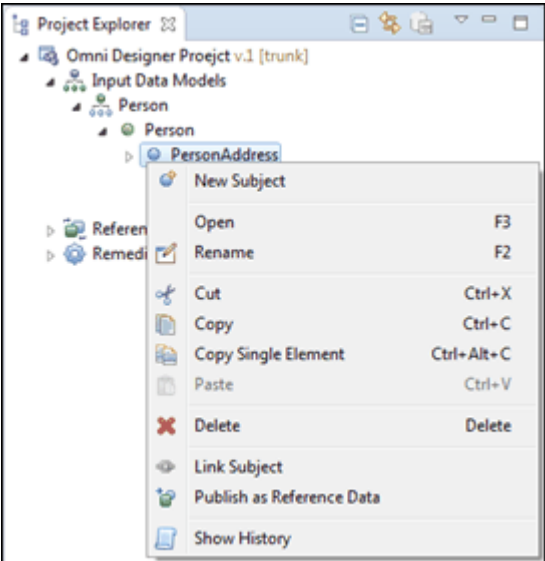 Project Explorer
Omni Designer Proejct v.1 [trunk]
Input Data Models
Person
Person
PersonAddress
New Subject
Open F3
Referen
Rename F2
Remedi
Cut Ctrl+X
Copy Ctrl+C
Copy Single Element Ctrl+Alt+C
Paste Ctrl+V
Delete Delete
Link Subject
Publish as Reference Data
Show History